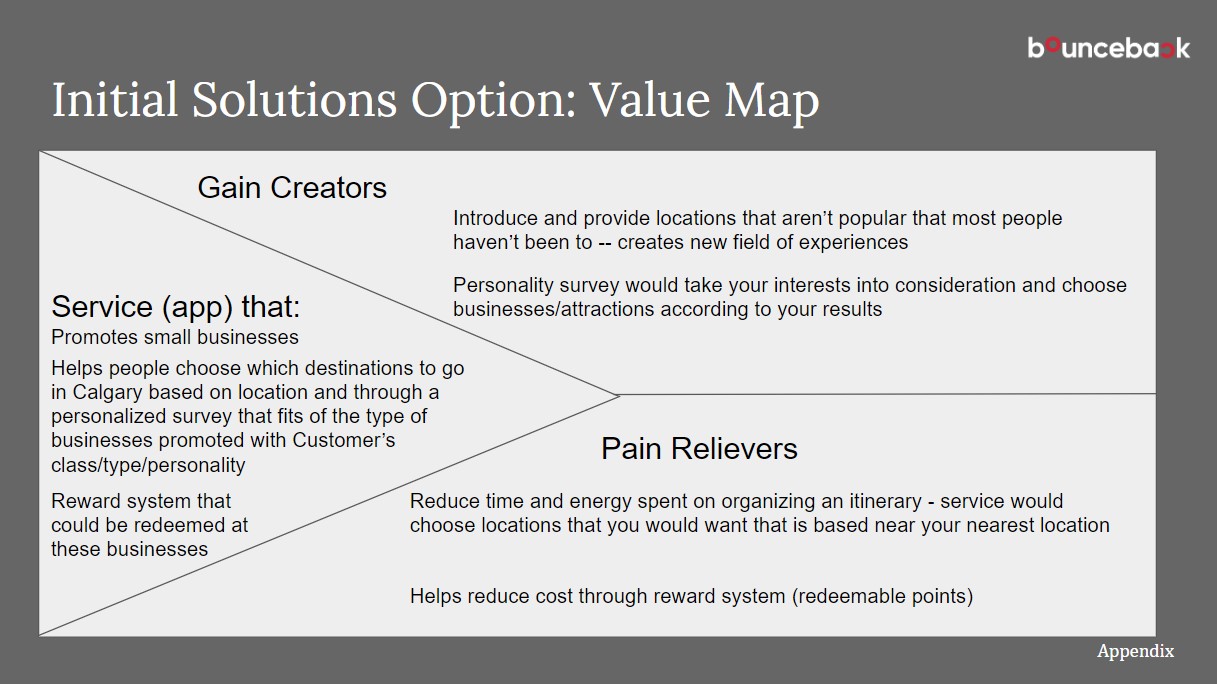 bounceback
Initial Solutions Option: Value Map
Gain Creators
Introduce and provide locations that aren’t popular that most people
haven’t been to -- creates new field of experiences
Personality survey would take your interests into consideration and choose
businesses/attractions according to your results
Service (app) that:
Promotes small businesses
Helps people choose which destinations to go
in Calgary based on location and through a
personalized survey that fits of the type of
businesses promoted with Customer’s
class/type/personality
Reward system that
could be redeemed at
these businesses
Pain Relievers
Reduce time and energy spent on organizing an itinerary - service would
choose locations that you would want that is based near your nearest location
Helps reduce cost through reward system (redeemable points)
Appendix